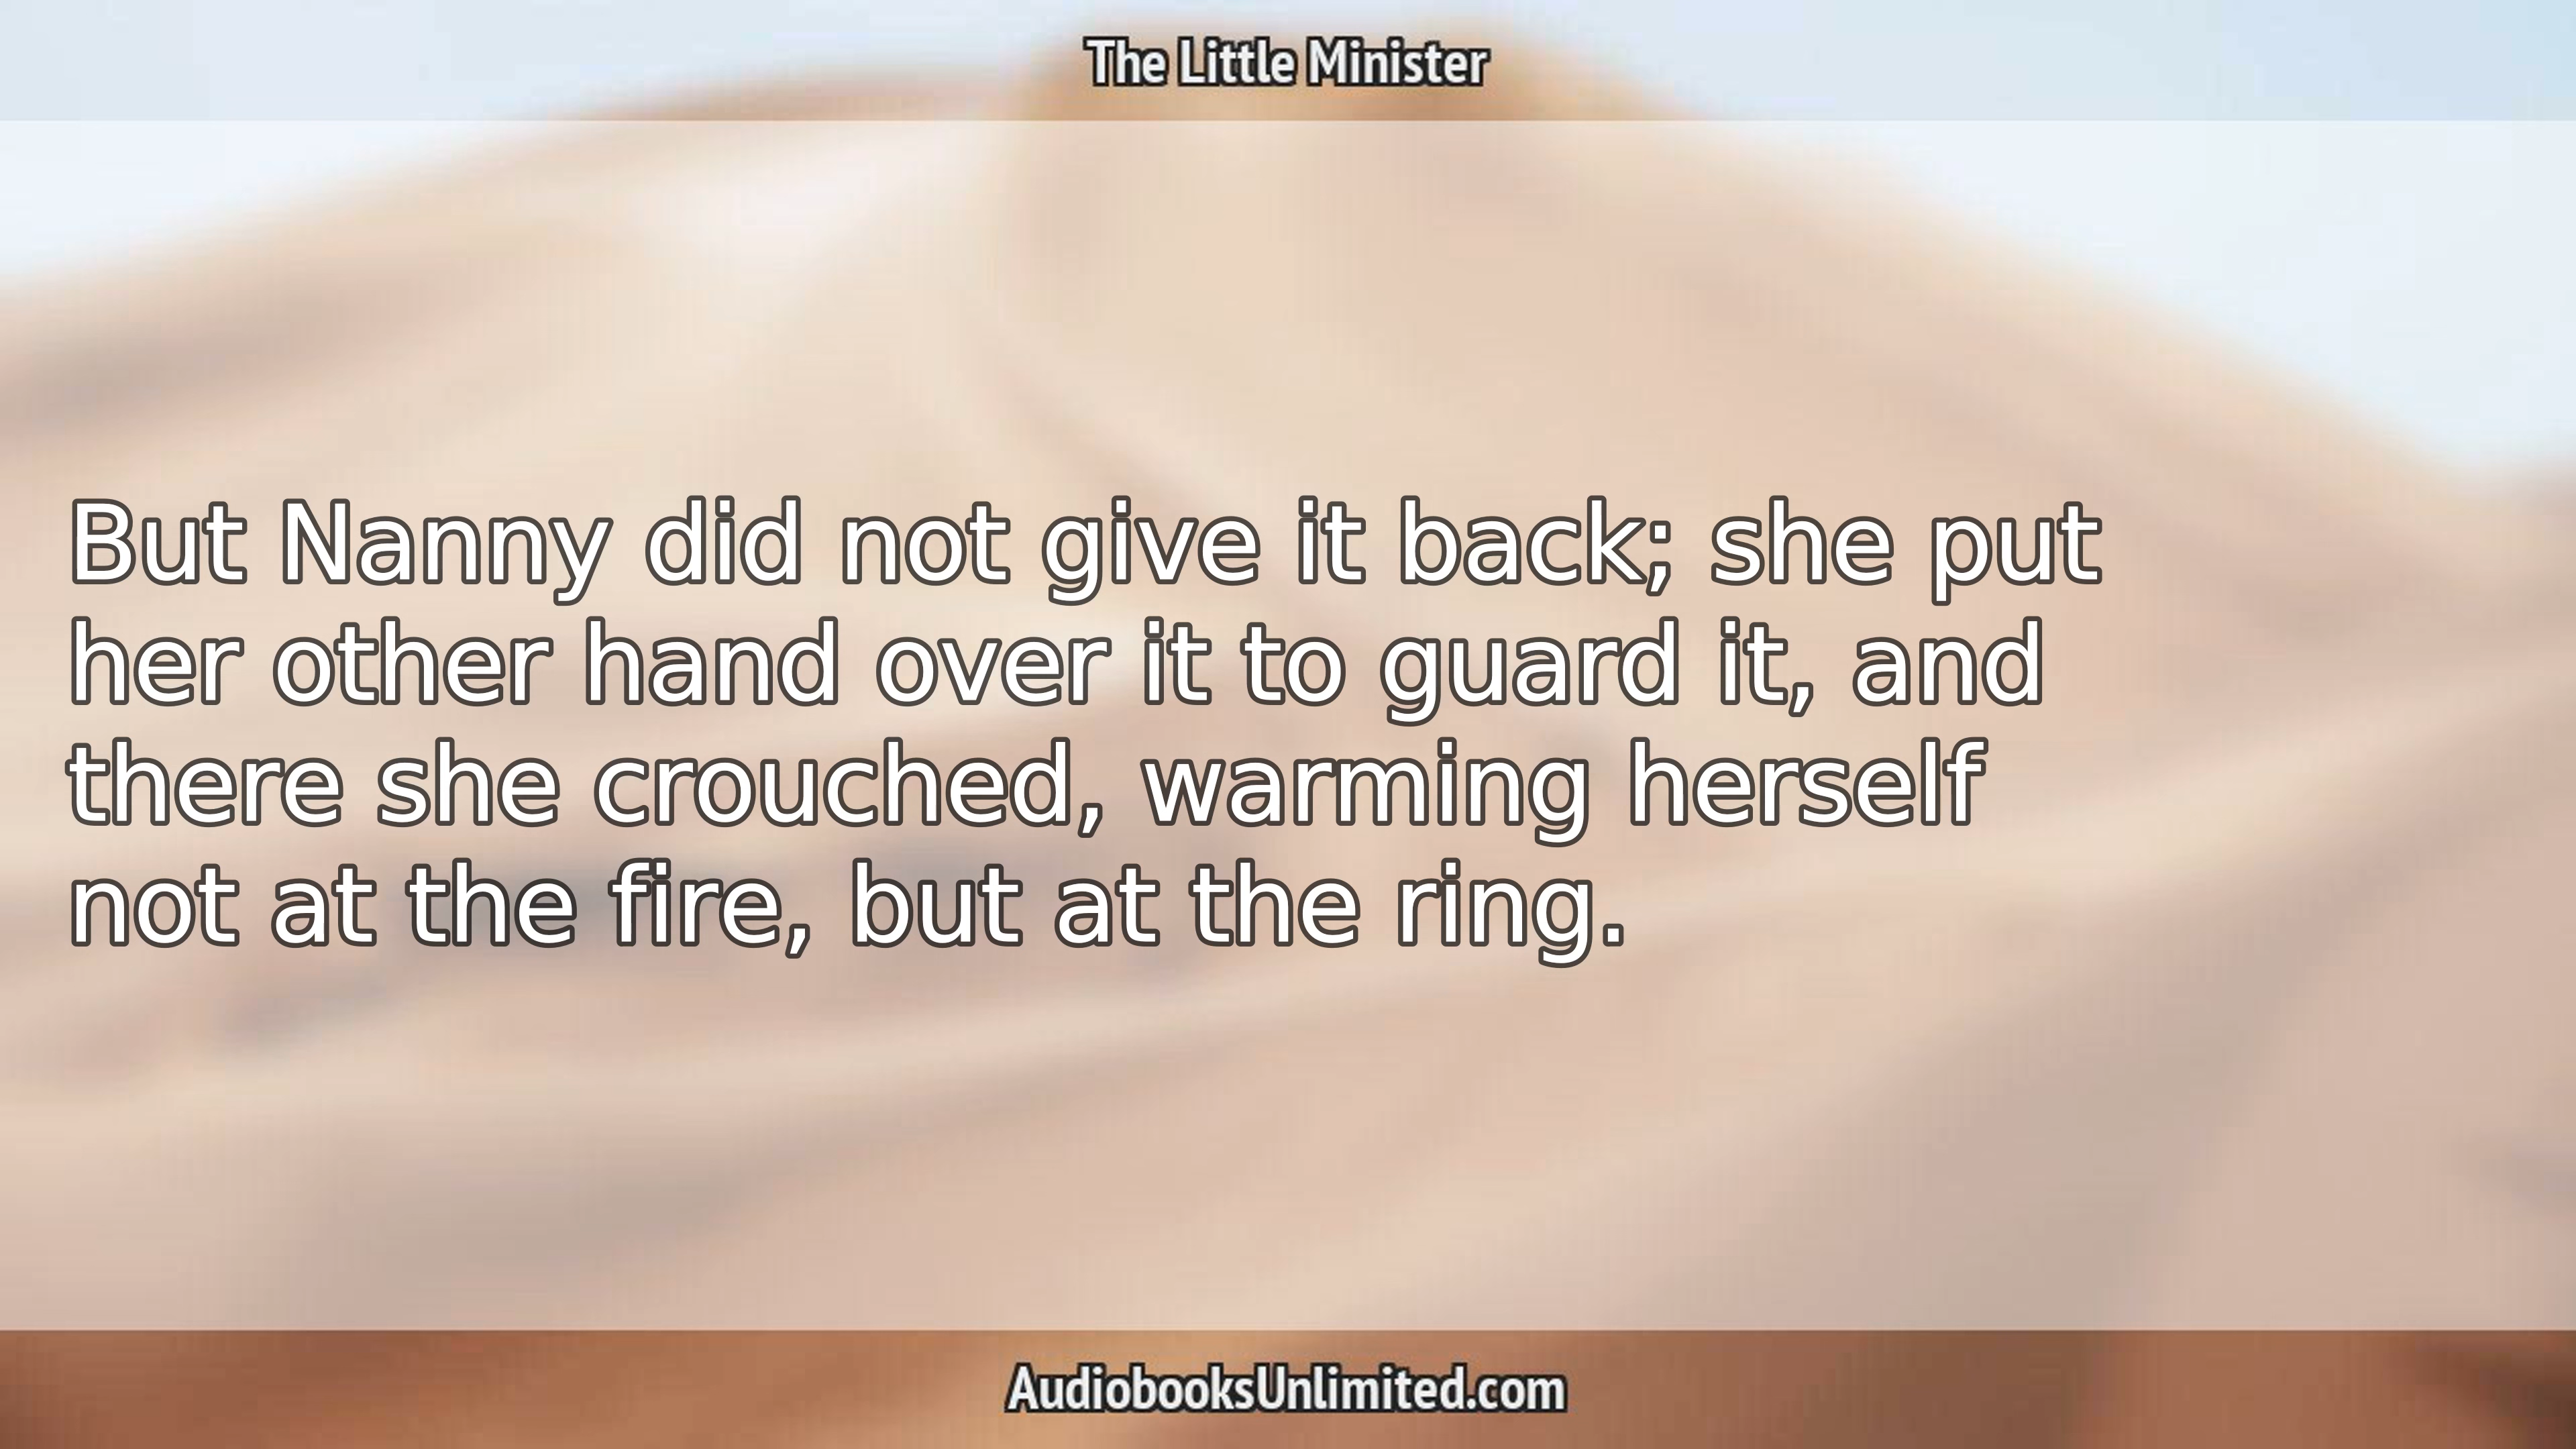 The Little Minister
But Nanny did not give it back; she put
her other hand over it to guard it, and
there she crouched, warming herself
not at the fire, but at the ring.
AudiobooksUnlimited.com